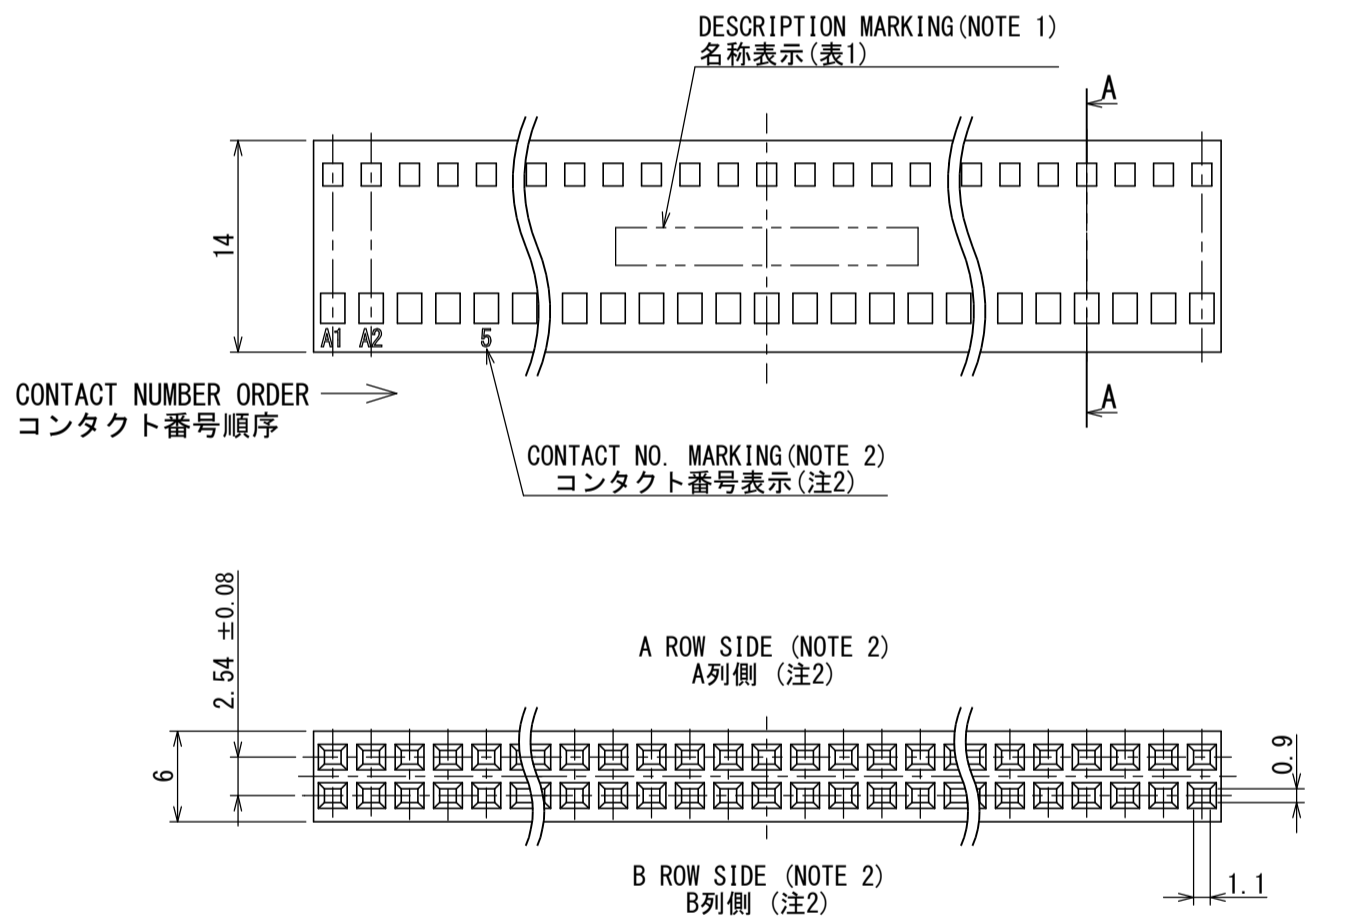 DESCRIPTION MARKING(NOTE 1)
名称表示(表1)
A
14
A1 A2 5
A
CONTACT NUMBER ORDER
コンタクト番号順序
CONTACT NO. MARKING(NOTE 2)
コンタクト番号表示(注2)
2.54 ±0.08
A ROW SIDE (NOTE 2)
A列側 (注2)
6
0.9
B ROW SIDE (NOTE 2)
B列側 (注2)
1.1